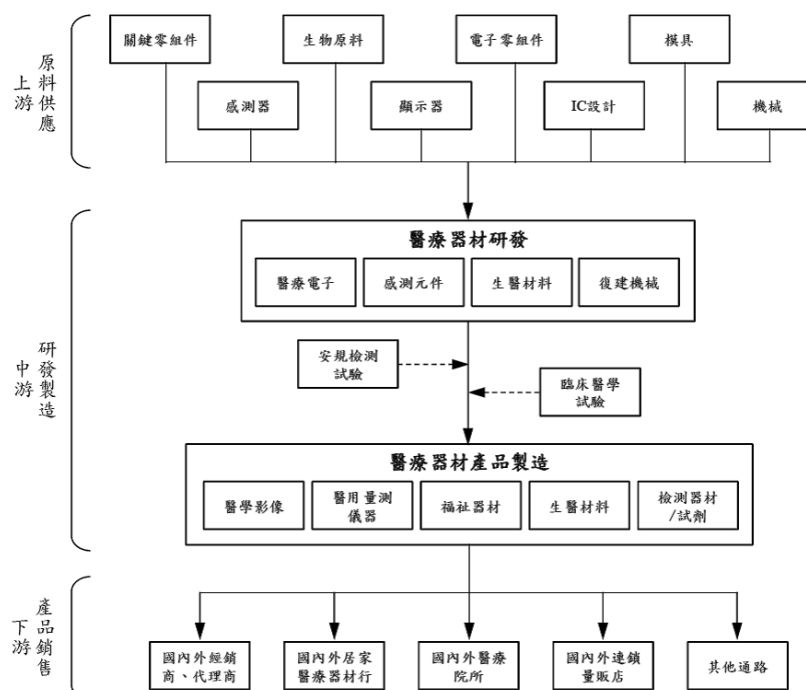 原料供應
上游
關鍵零組件
生物原料
電子零組件
模具
感測器
顯示器
IC設計
機械
研發製造
中游
醫療器材研發
醫療電子
感測元件
生醫材料
復建機械
安規檢測
試驗
臨床醫學
試驗
醫療器材產品製造
醫學影像
醫用量測
儀器
福祉器材
生醫材料
檢測器材
/試劑
產品銷售
下游
國內外經銷
商、代理商
國內外居家
醫療器材行
國內外醫療
院所
國內外連鎖
量販店
其他通路